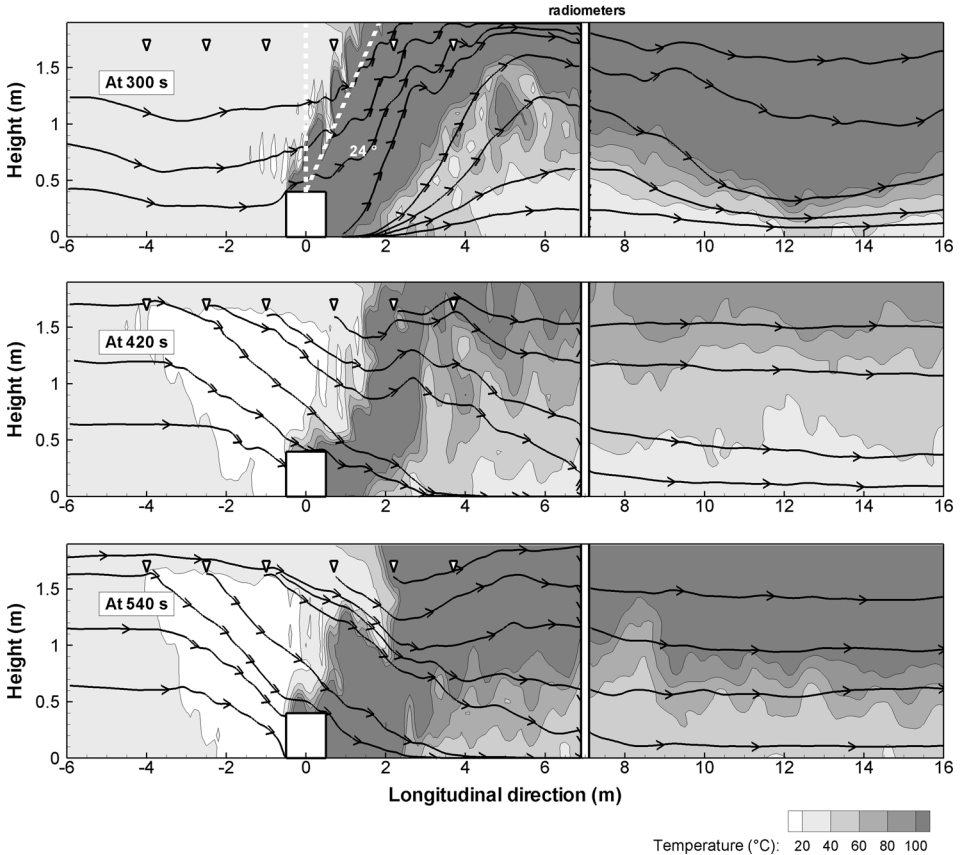 radiometers
Height (m)
1.5
1
0.5
0
At 300 s
24 °
-6 -4 -2 0 2 4 6 8 10 12 14 16
Height (m)
1.5
1
0.5
0
At 420 s
-6 -4 -2 0 2 4 6 8 10 12 14 16
Height (m)
1.5
1
0.5
0
At 540 s
-6 -4 -2 0 2 4 6 8 10 12 14 16
Longitudinal direction (m)
Temperature (°C): 20 40 60 80 100